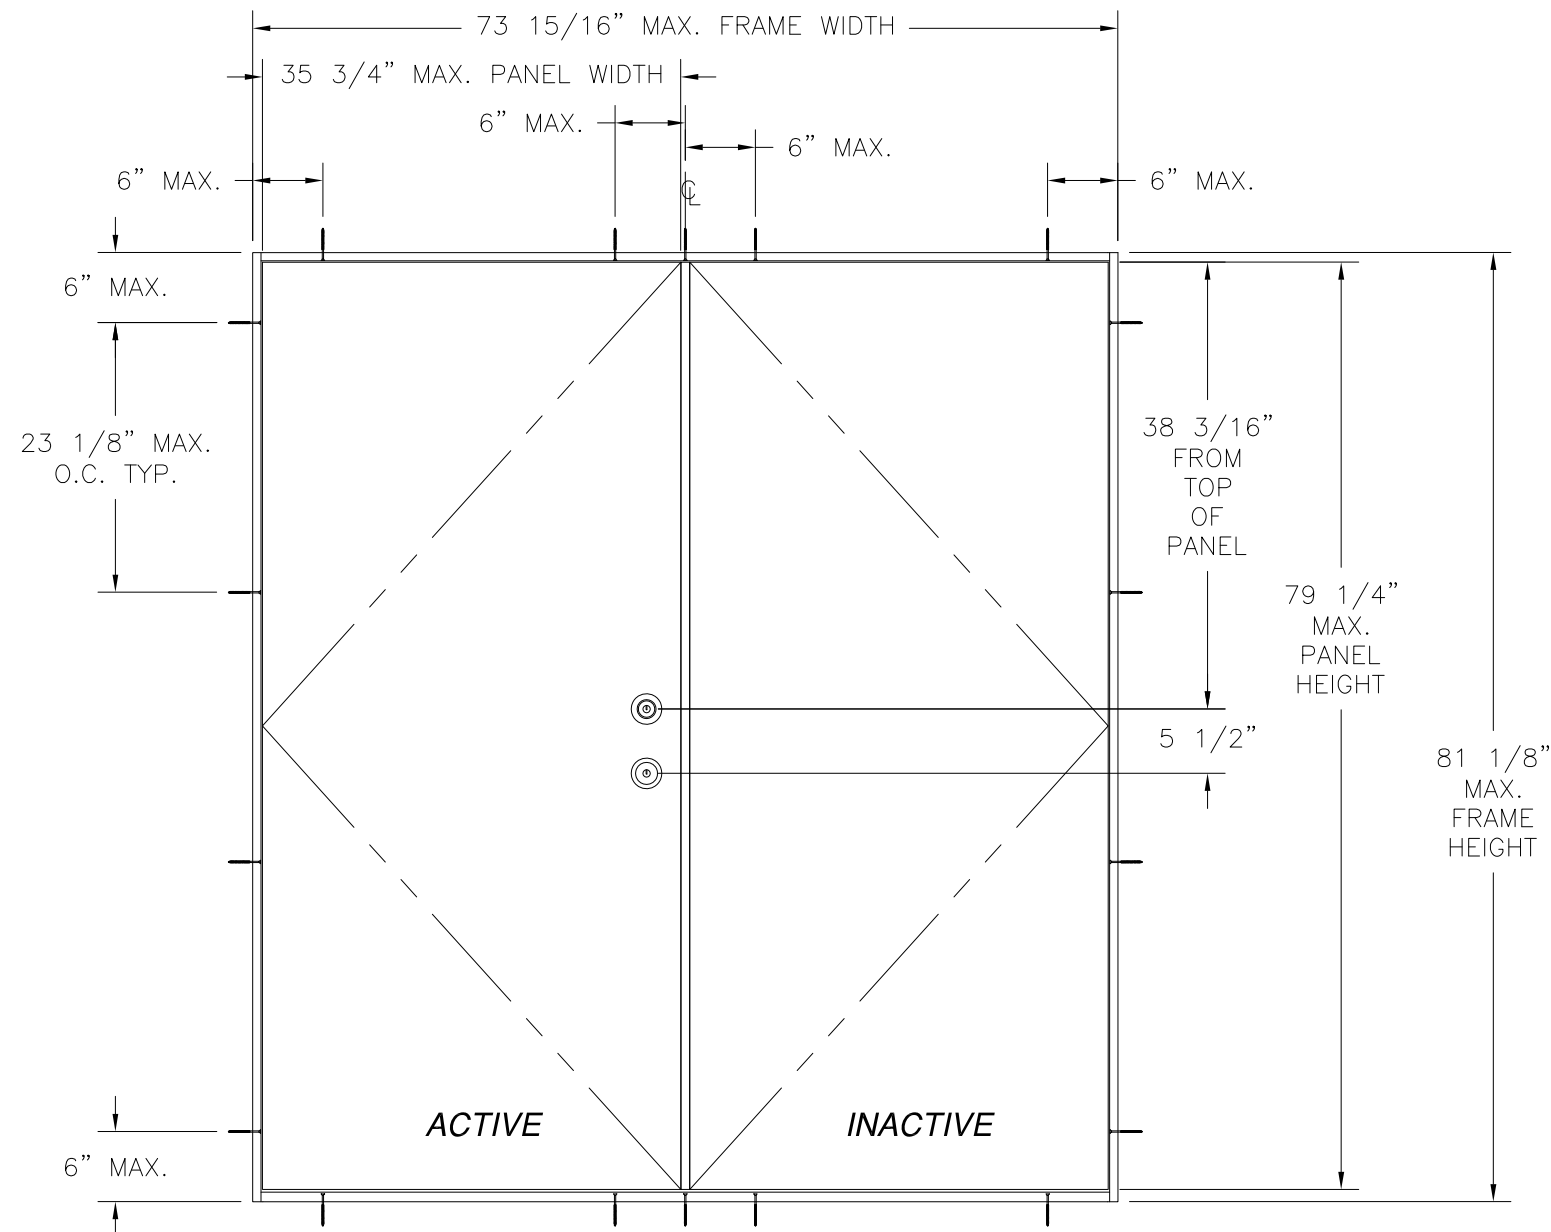 73 15/16” MAX. FRAME WIDTH
35 3/4” MAX. PANEL WIDTH
6” MAX.
6” MAX.
6” MAX.
6” MAX.
℄
6” MAX.
23 1/8” MAX.
O.C. TYP.
38 3/16”
FROM
TOP
OF
PANEL
79 1/4”
MAX.
PANEL
HEIGHT
5 1/2”
81 1/8”
MAX.
FRAME
HEIGHT
ACTIVE
INACTIVE
6” MAX.